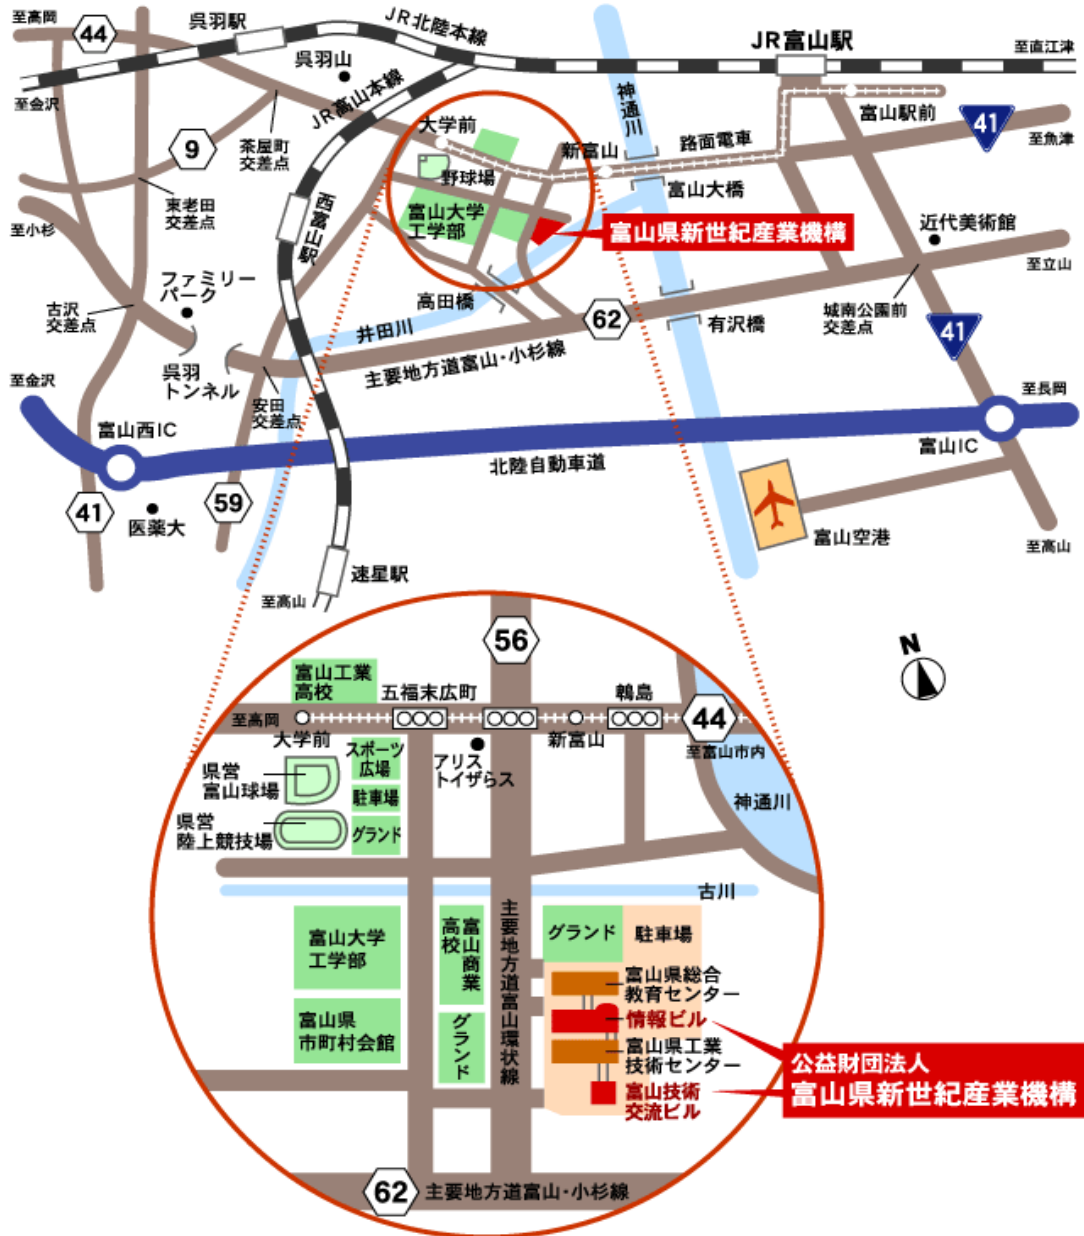 至高岡
44
呉羽駅
JR北陸本線
JR富山駅
至直江津
呉羽山
至金沢
JR高山本線
神通川
大学前
新富山
路面電車
富山駅前
41
至魚津
9
茶屋町
交差点
野球場
富山大橋
東老田
交差点
西富山駅
富山大学
工学部
富山県新世紀産業機構
近代美術館
至小杉
至立山
ファミリー
パーク
高田橋
古沢
交差点
井田川
62
有沢橋
城南公園前
交差点
41
呉羽
トンネル
主要地方道富山・小杉線
至金沢
安田
交差点
至長岡
富山西IC
富山IC
北陸自動車道
41
59
医薬大
富山空港
至高山
速星駅
至高山
N
56
富山工業
高校
五福末広町
鵯島
至高岡
44
大学前
新富山
至富山市内
スポーツ
広場
アリス
トイザらス
県営
富山球場
駐車場
神通川
県営
陸上競技場
グランド
古川
富山大学
工学部
富山商業
高校
主要地方道富山環状線
グランド
駐車場
富山県総合
教育センター
情報ビル
富山県
市町村会館
グランド
富山県工業
技術センター
公益財団法人
富山県新世紀産業機構
富山技術
交流ビル
62
主要地方道富山・小杉線